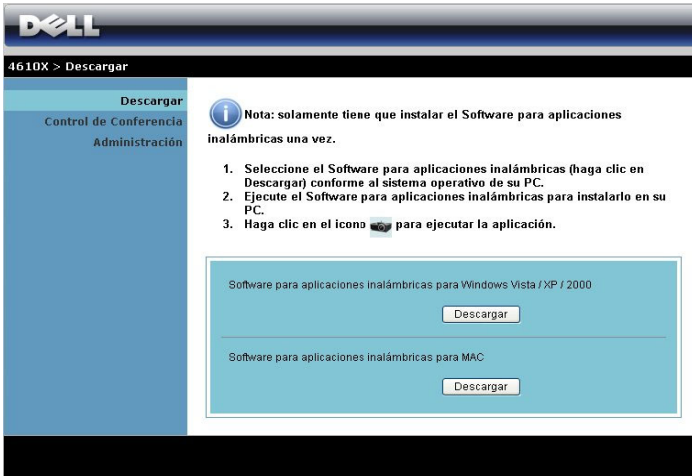 DELL
4610X > Descargar
Descargar
Control de Conferencia
Administración
Nota: solamente tiene que instalar el Software para aplicaciones
inalámbricas una vez.
1. Seleccione el Software para aplicaciones inalámbricas (haga clic en
Descargar) conforme al sistema operativo de su PC.
2. Ejecute el Software para aplicaciones inalámbricas para instalarlo en su
PC.
3. Haga clic en el icono para ejecutar la aplicación.
Software para aplicaciones inalámbricas para Windows Vista / XP / 2000
Descargar
Software para aplicaciones inalámbricas para MAC
Descargar